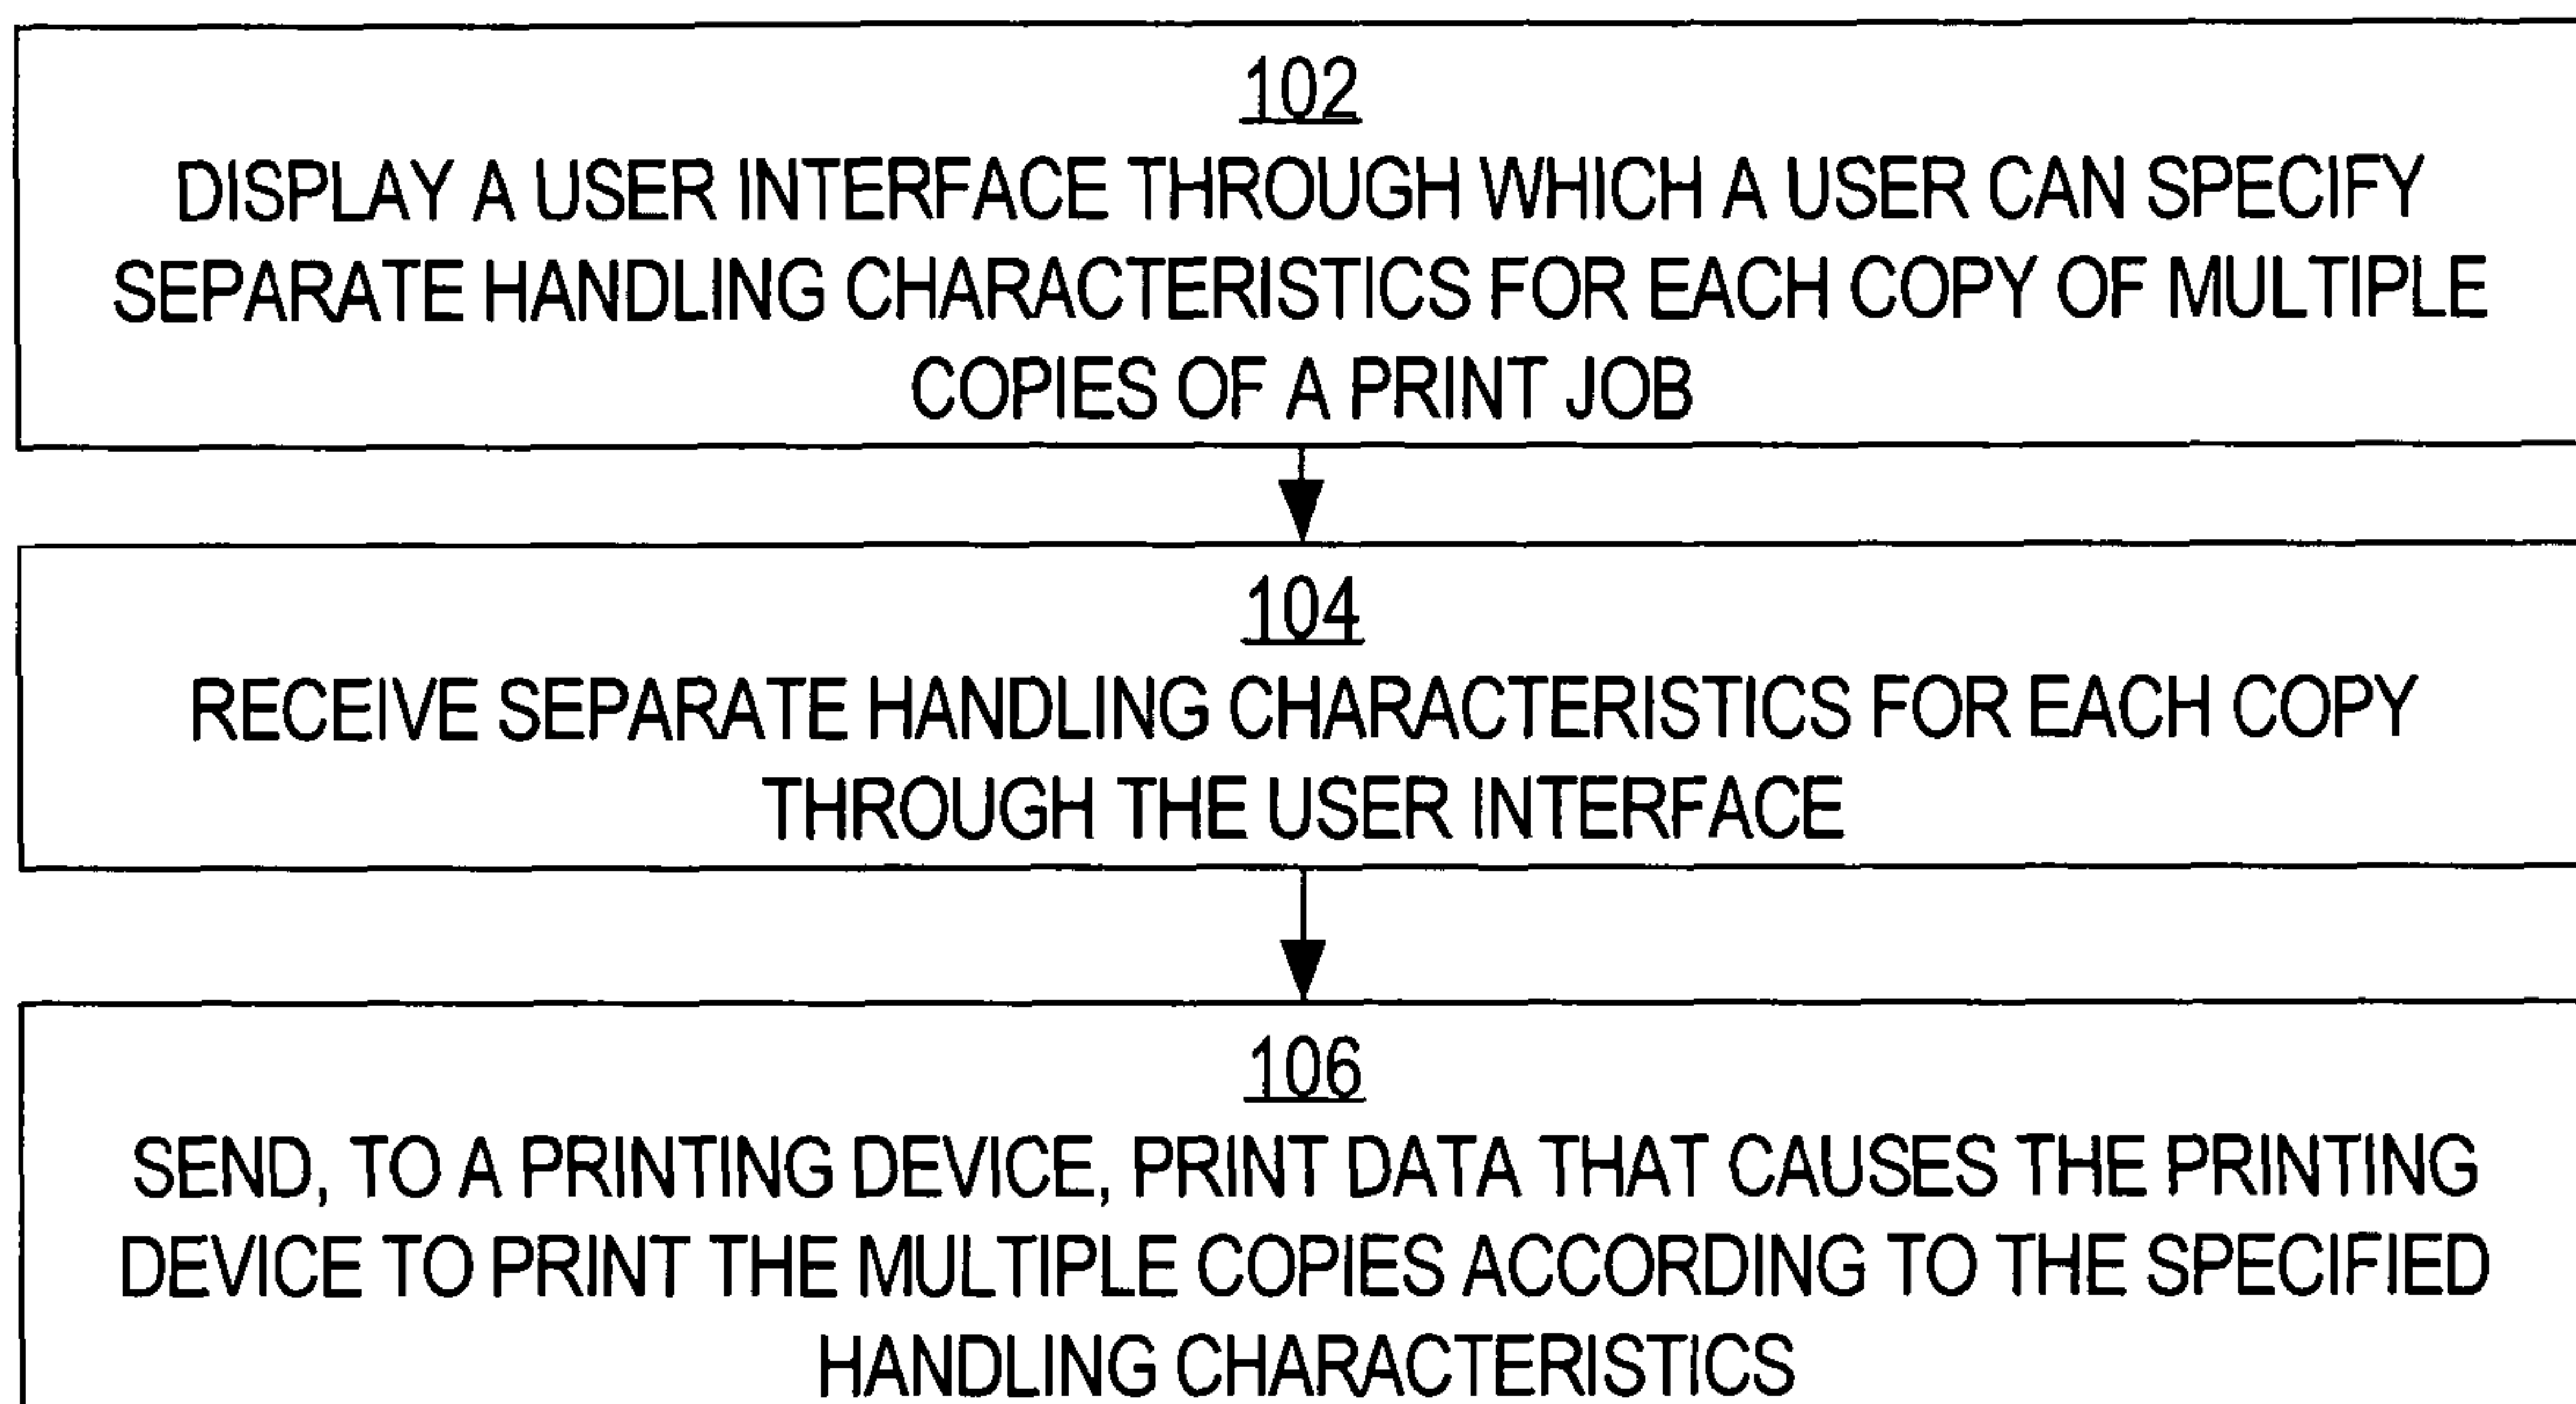 102
DISPLAY A USER INTERFACE THROUGH WHICH A USER CAN SPECIFY
SEPARATE HANDLING CHARACTERISTICS FOR EACH COPY OF MULTIPLE
COPIES OF A PRINT JOB
104
RECEIVE SEPARATE HANDLING CHARACTERISTICS FOR EACH COPY
THROUGH THE USER INTERFACE
106
SEND, TO A PRINTING DEVICE, PRINT DATA THAT CAUSES THE PRINTING
DEVICE TO PRINT THE MULTIPLE COPIES ACCORDING TO THE SPECIFIED
HANDLING CHARACTERISTICS